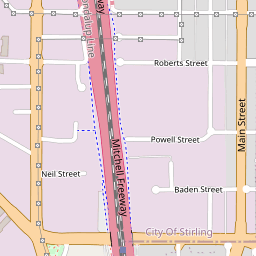 Roberts Street
Main Street
Powell Street
Mitchell Freeway
Neil Street
Baden Street
City Of Stirling